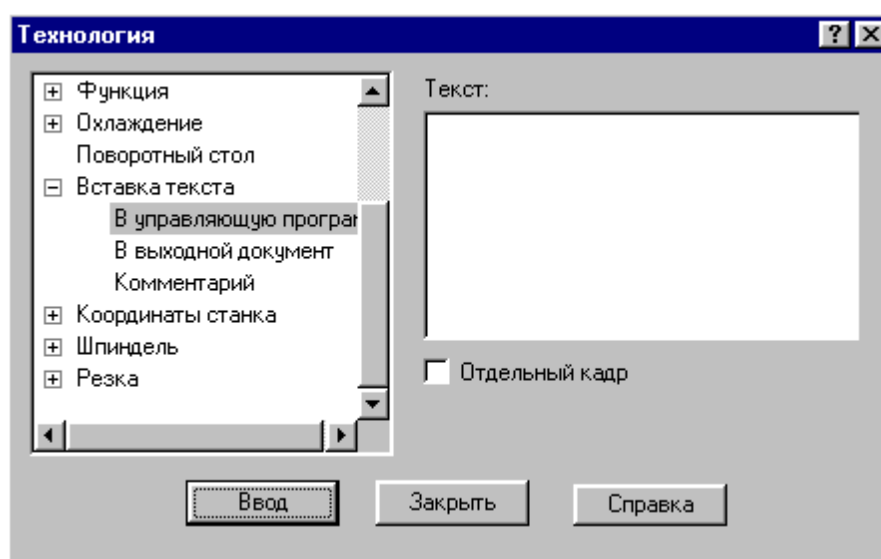 Технология
Функция
Охлаждение
Поворотный стол
Вставка текста
В управляющую програм
В выходной документ
Комментарий
Координаты станка
Шпиндель
Резка
Текст:
Отдельный кадр
Ввод
Закрыть
Справка